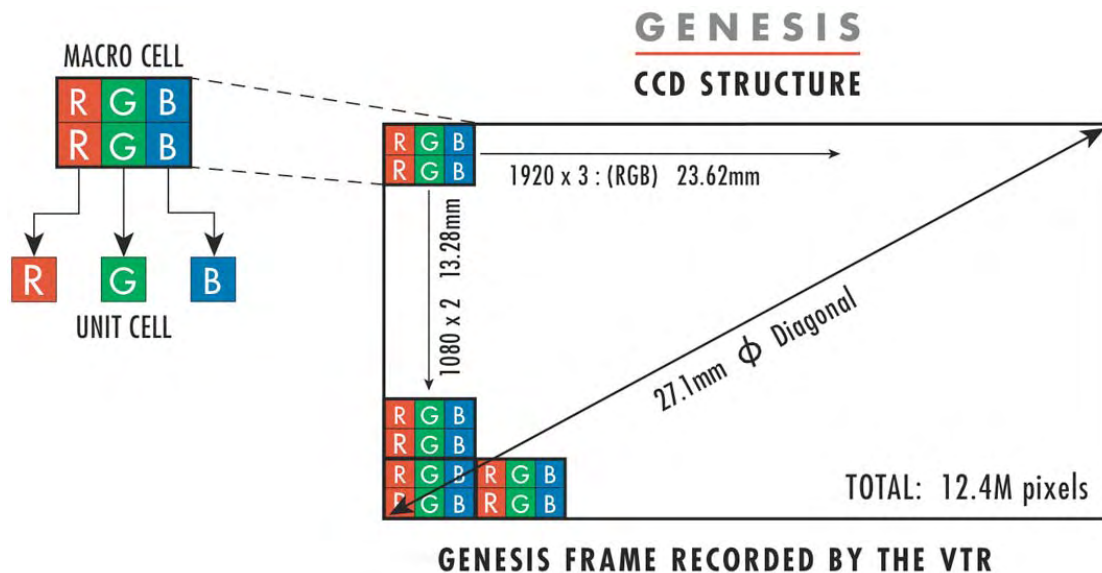 GENESIS
CCD STRUCTURE
MACRO CELL
R G B
R G B
R G B
UNIT CELL
R G B
R G B
1920 x 3 : (RGB) 23.62mm
1080 x 2 13.28mm
27.1mm ϕ Diagonal
R G B
R G B
R G B R G B
R G B R G B
TOTAL: 12.4M pixels
GENESIS FRAME RECORDED BY THE VTR